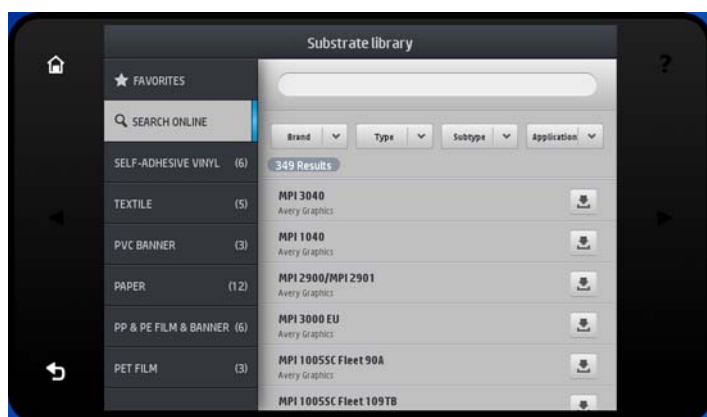 Substrate library
?
FAVORITES
SEARCH ONLINE
SELF-ADHESIVE VINYL (6)
TEXTILE (5)
PVC BANNER (3)
PAPER (12)
PP & PE FILM & BANNER (6)
PET FILM (3)
Brand Type Subtype Application
349 Results
MPI 3040
Avery Graphics
MPI 1040
Avery Graphics
MPI 2900/MPI 2901
Avery Graphics
MPI 3000 EU
Avery Graphics
MPI 1005SC Fleet 90A
Avery Graphics
MPI 1005SC Fleet 109TB